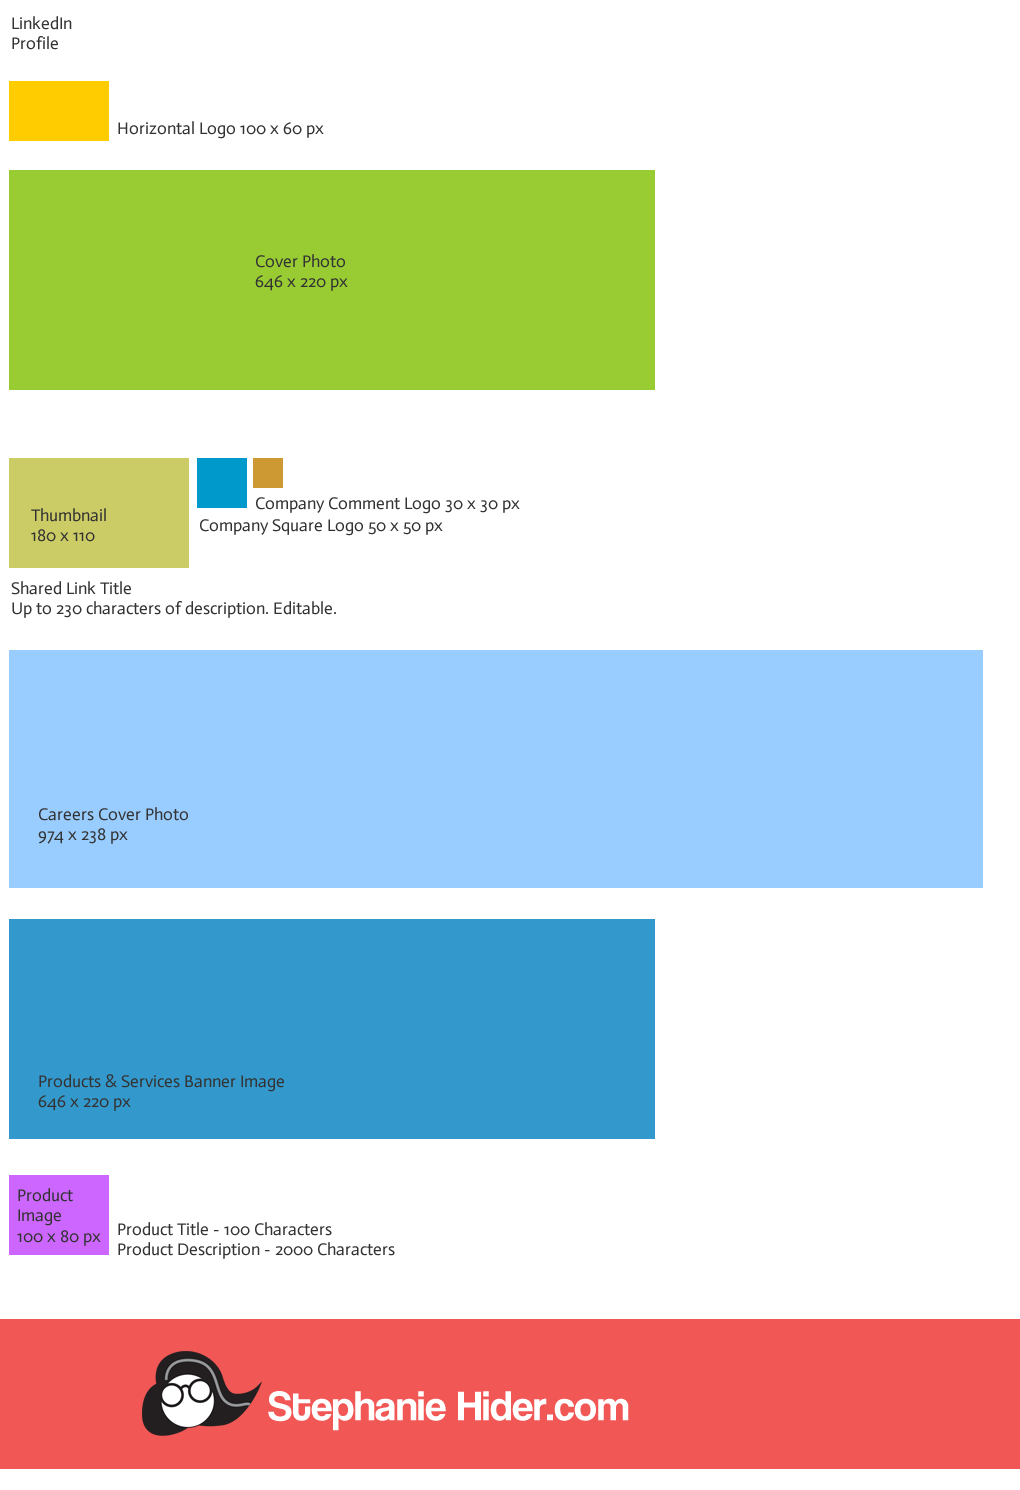 LinkedIn
Profile
Horizontal Logo 100 x 60 px
Cover Photo
646 x 220 px
Company Comment Logo 30 x 30 px
Company Square Logo 50 x 50 px
Thumbnail
180 x 110
Shared Link Title
Up to 230 characters of description. Editable.
Careers Cover Photo
974 x 238 px
Products & Services Banner Image
646 x 220 px
Product
Image
100 x 80 px
Product Title - 100 Characters
Product Description - 2000 Characters
Stephanie Hider.com